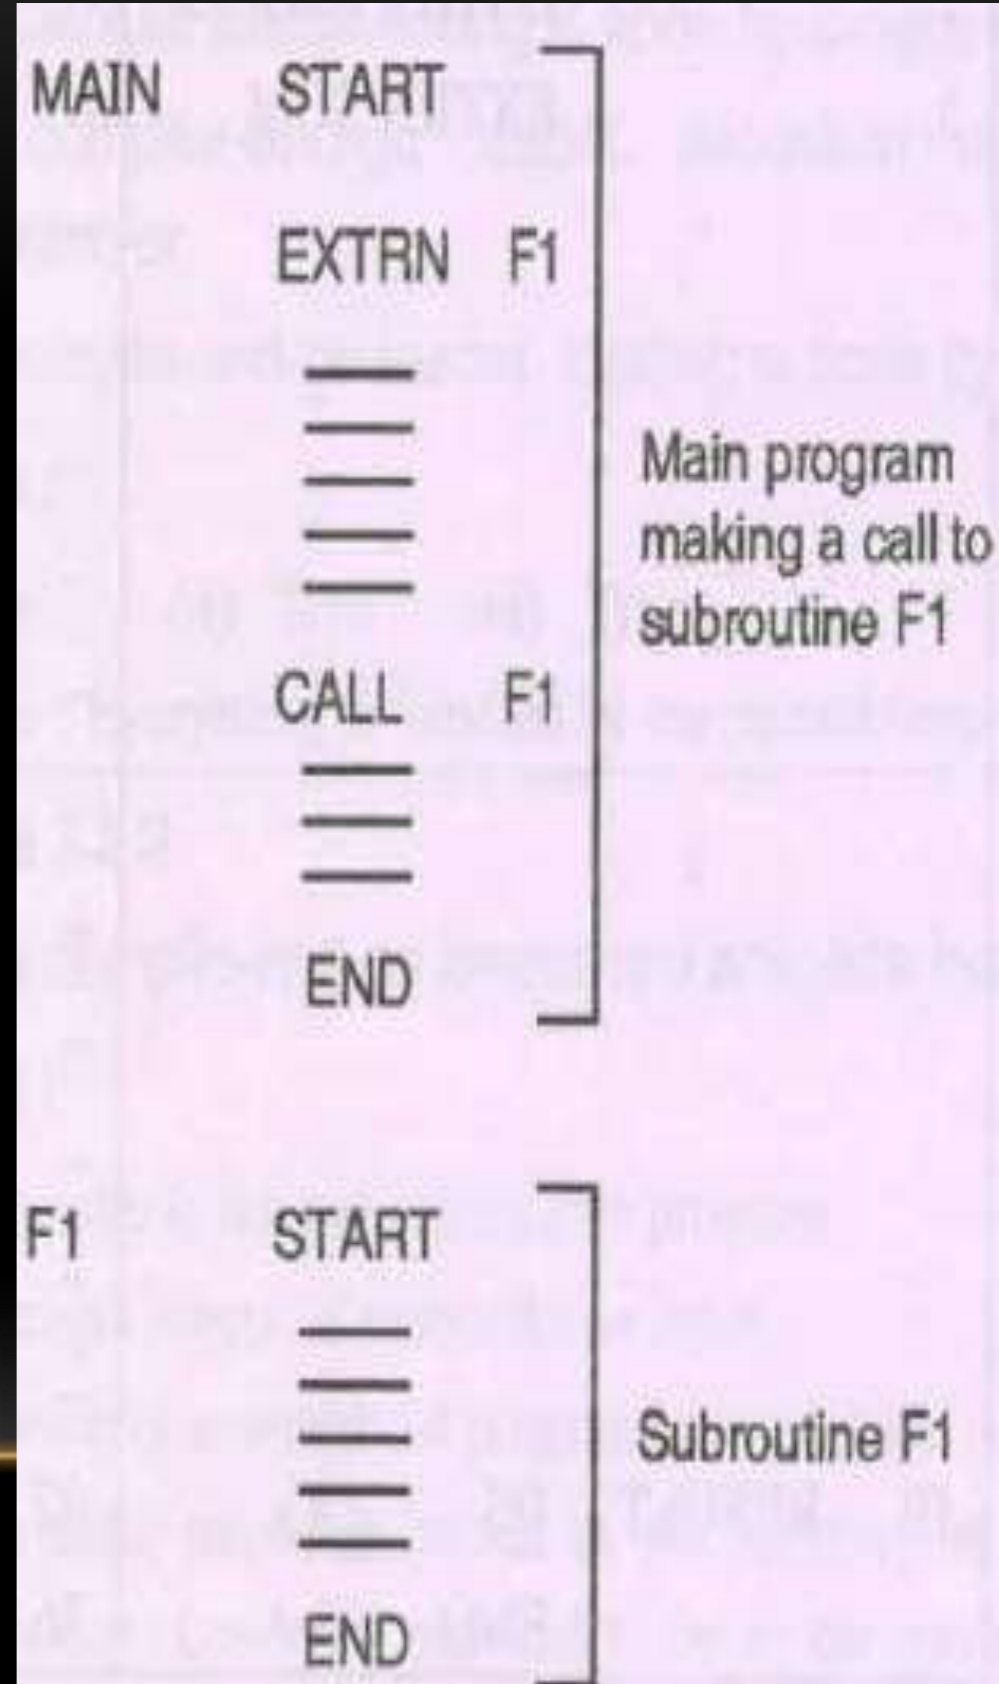 MAIN START
EXTRN F1
CALL F1
END
Main program
making a call to
subroutine F1
F1 START
END
Subroutine F1